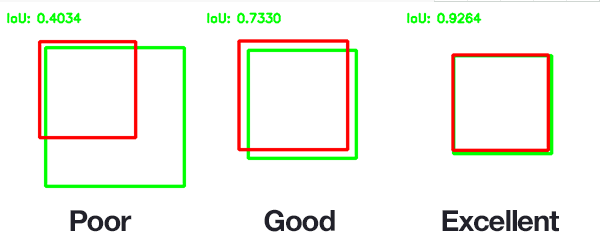 IoU: 0.4034
IoU: 0.7330
IoU: 0.9264
Poor
Good
Excellent